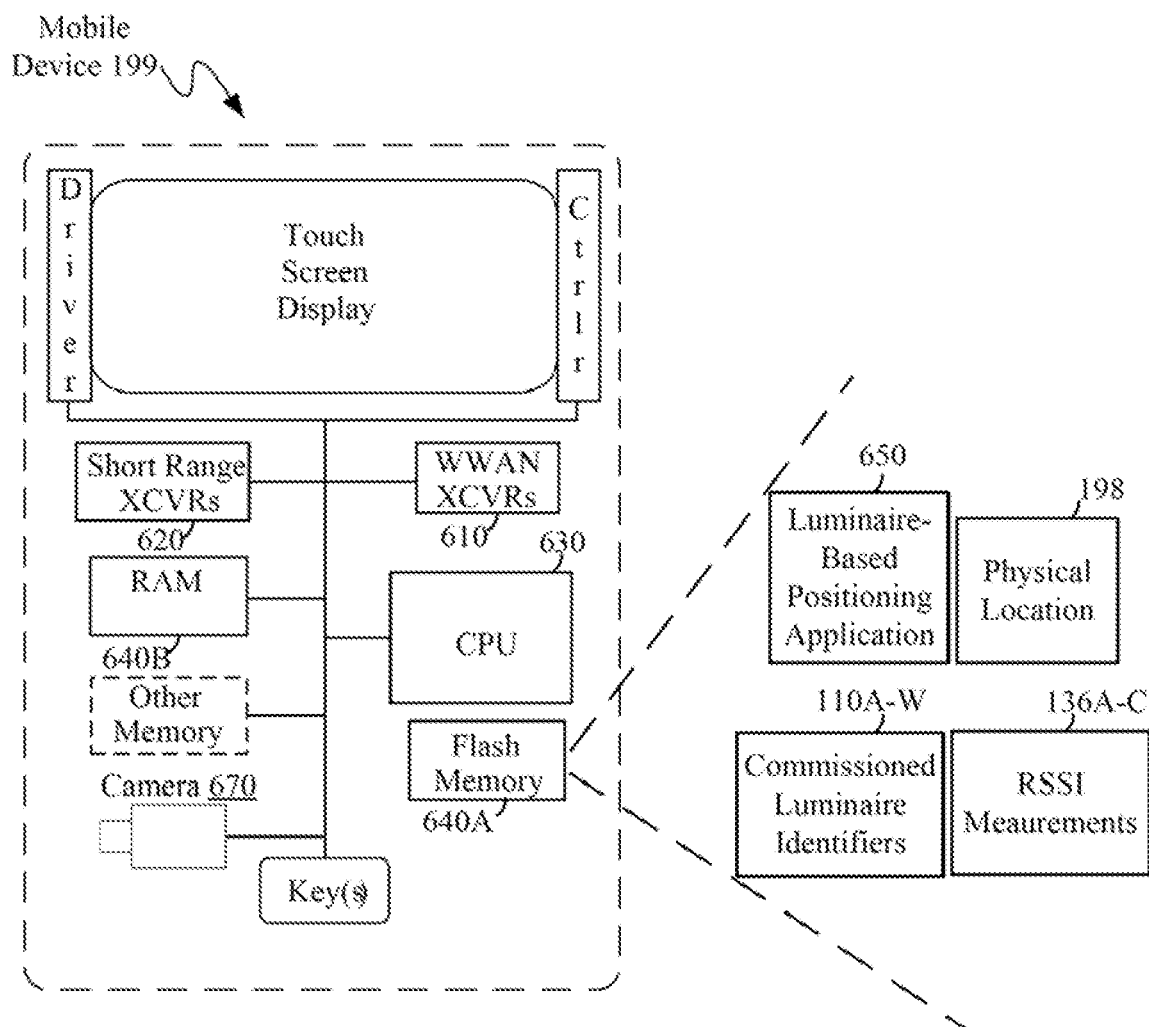 Mobile
Device 199
Driver
Touch
Screen
Display
Ctrlr
Short Range
XCVRs
620
WWAN
XCVRs
610
RAM
640B
630
CPU
Other
Memory
Flash
Memory
640A
Camera 670
Key(s)
650
Luminaire-
Based
Positioning
Application
198
Physical
Location
110A-W
Commissioned
Luminaire
Identifiers
136A-C
RSSI
Meaurements